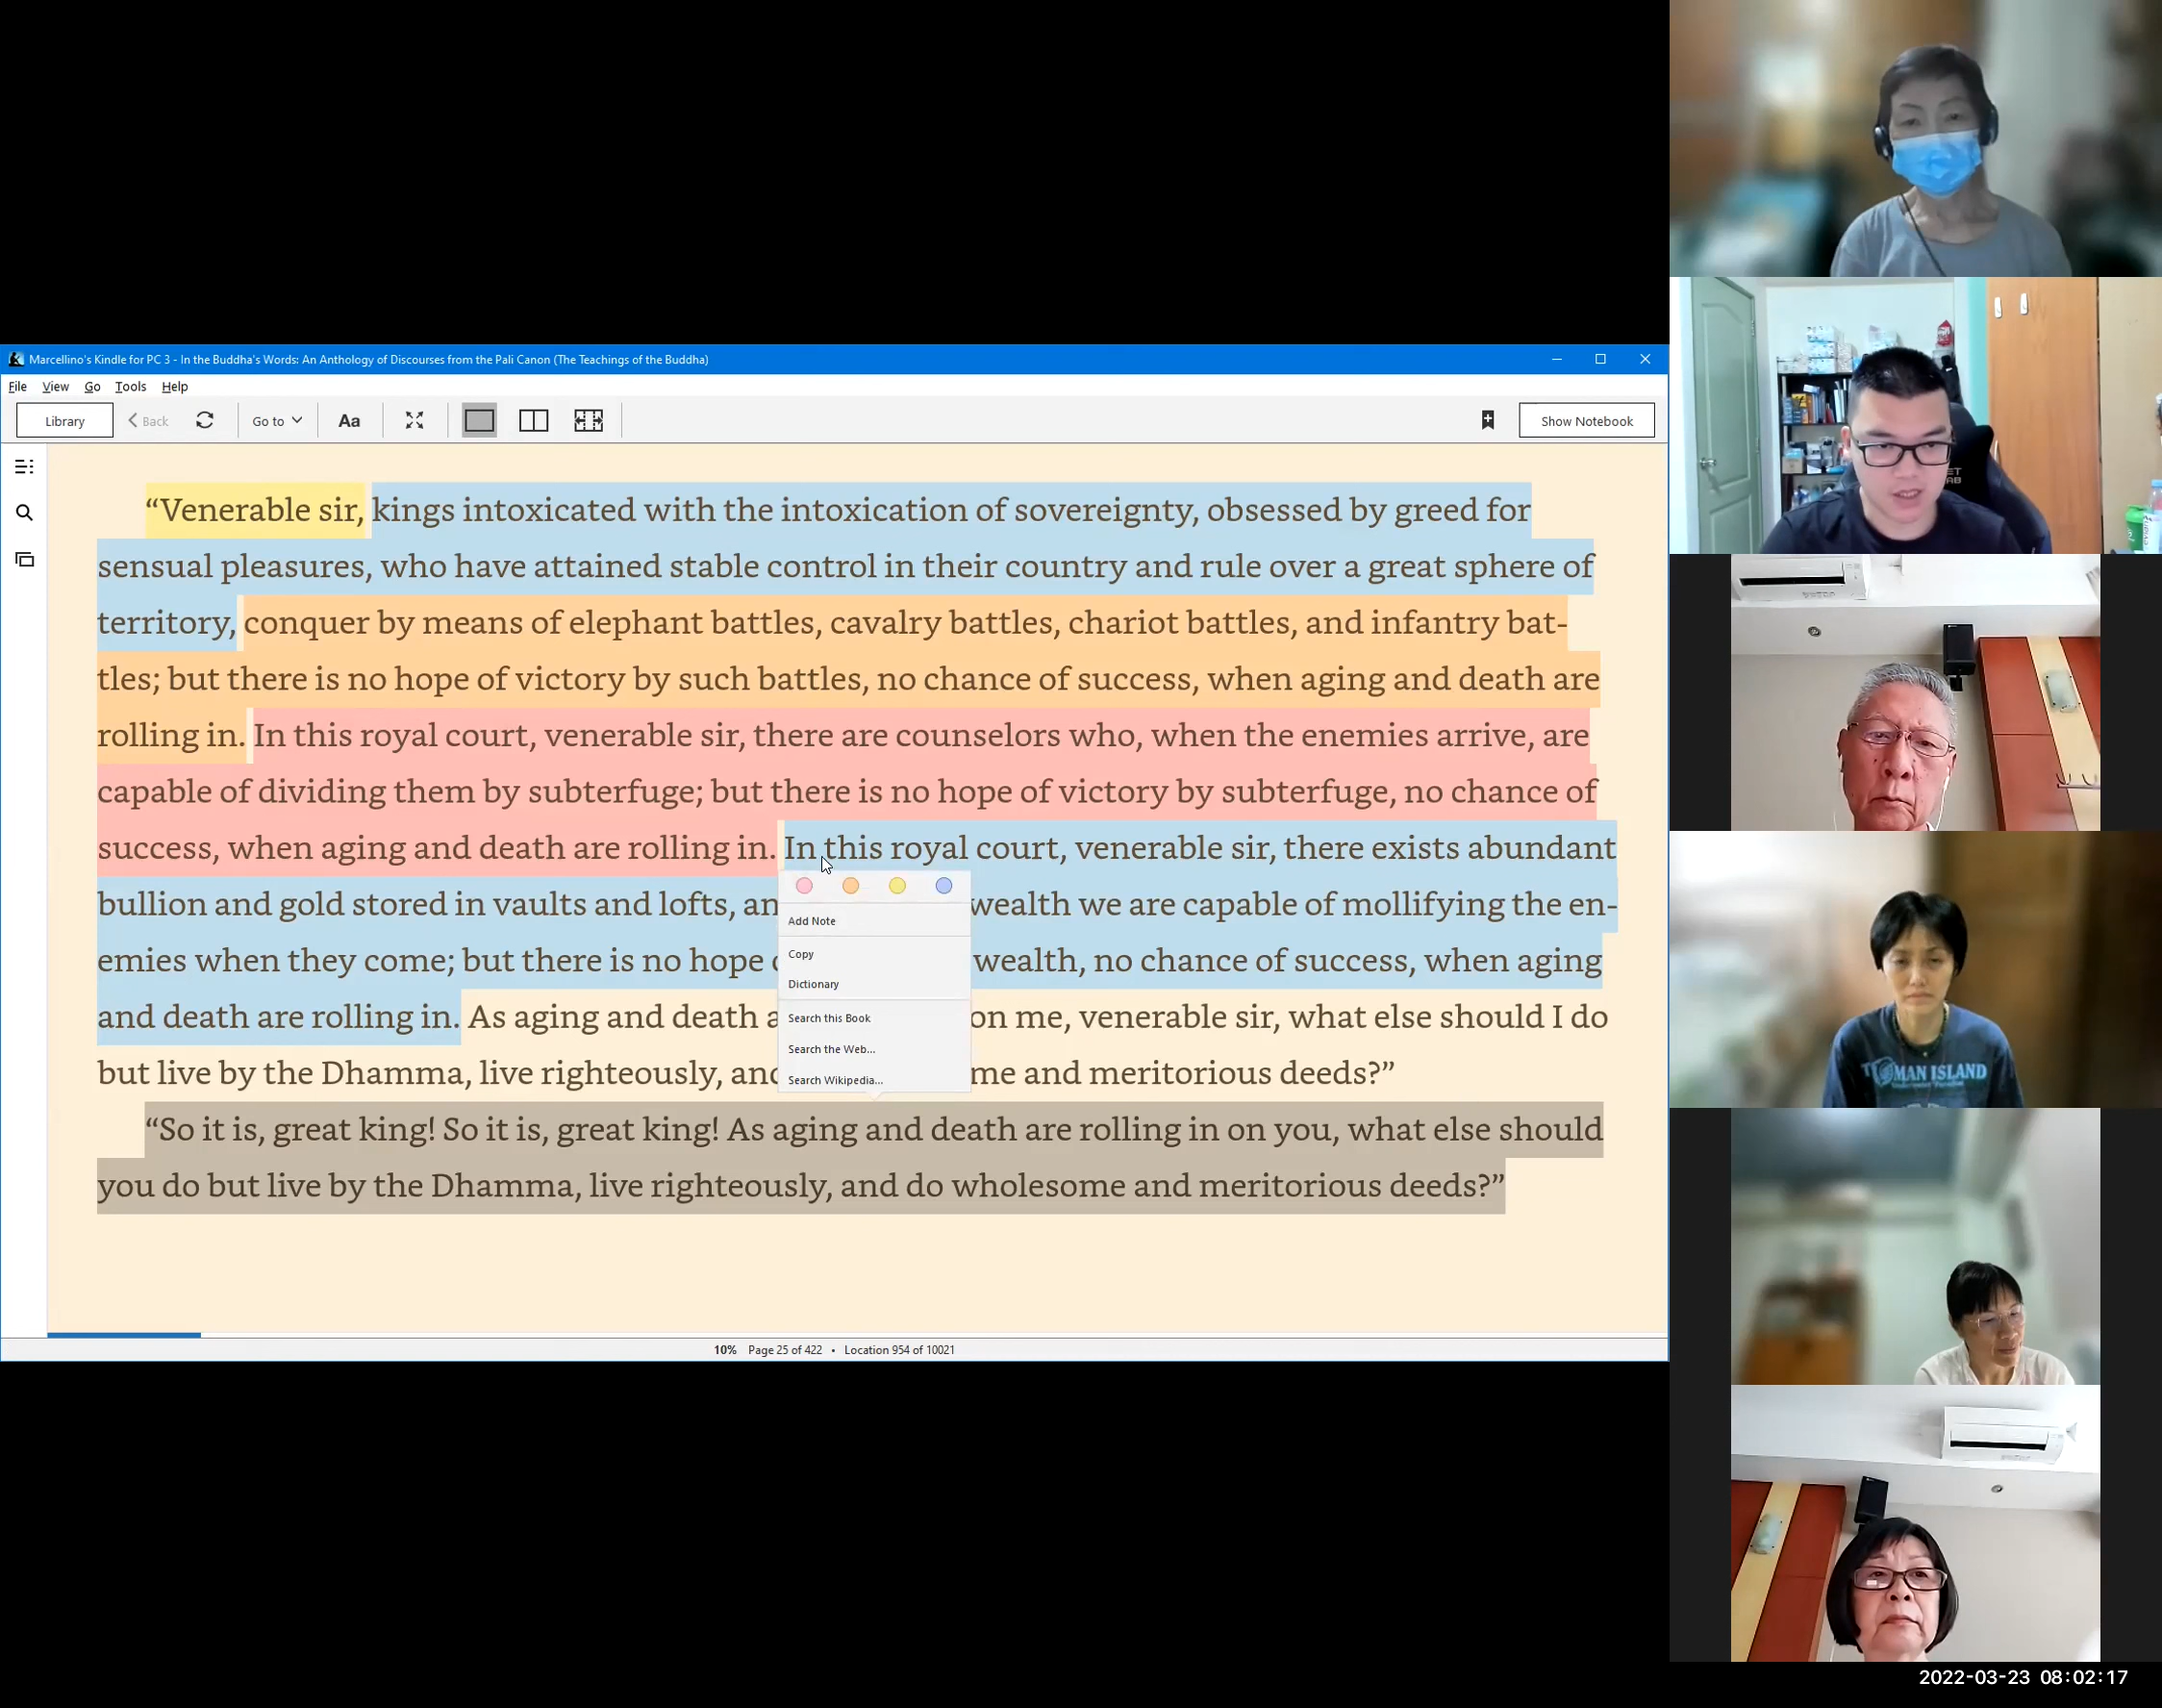 Marcellino's Kindle for PC 3 - In the Buddha's Words: An Anthology of Discourses from the Pali Canon (The Teachings of the Buddha)
File View Go Tools Help
Library Back Go to Aa Show Notebook
“Venerable sir, kings intoxicated with the intoxication of sovereignty, obsessed by greed for
sensual pleasures, who have attained stable control in their country and rule over a great sphere of
territory, conquer by means of elephant battles, cavalry battles, chariot battles, and infantry bat-
tles; but there is no hope of victory by such battles, no chance of success, when aging and death are
rolling in. In this royal court, venerable sir, there are counselors who, when the enemies arrive, are
capable of dividing them by subterfuge; but there is no hope of victory by subterfuge, no chance of
success, when aging and death are rolling in. In this royal court, venerable sir, there exists abundant
bullion and gold stored in vaults and lofts, wealth we are capable of mollifying the en-
emies when they come; but there is no hope wealth, no chance of success, when aging
and death are rolling in. As aging and death on me, venerable sir, what else should I do
but live by the Dhamma, live righteously, and meritorious deeds?”
“So it is, great king! So it is, great king! As aging and death are rolling in on you, what else should
you do but live by the Dhamma, live righteously, and do wholesome and meritorious deeds?”
Add Note
Copy
Dictionary
Search this Book
Search the Web...
Search Wikipedia...
10% Page 25 of 422 • Location 954 of 10021
MAN ISLAND
2022-03-23 08:02:17